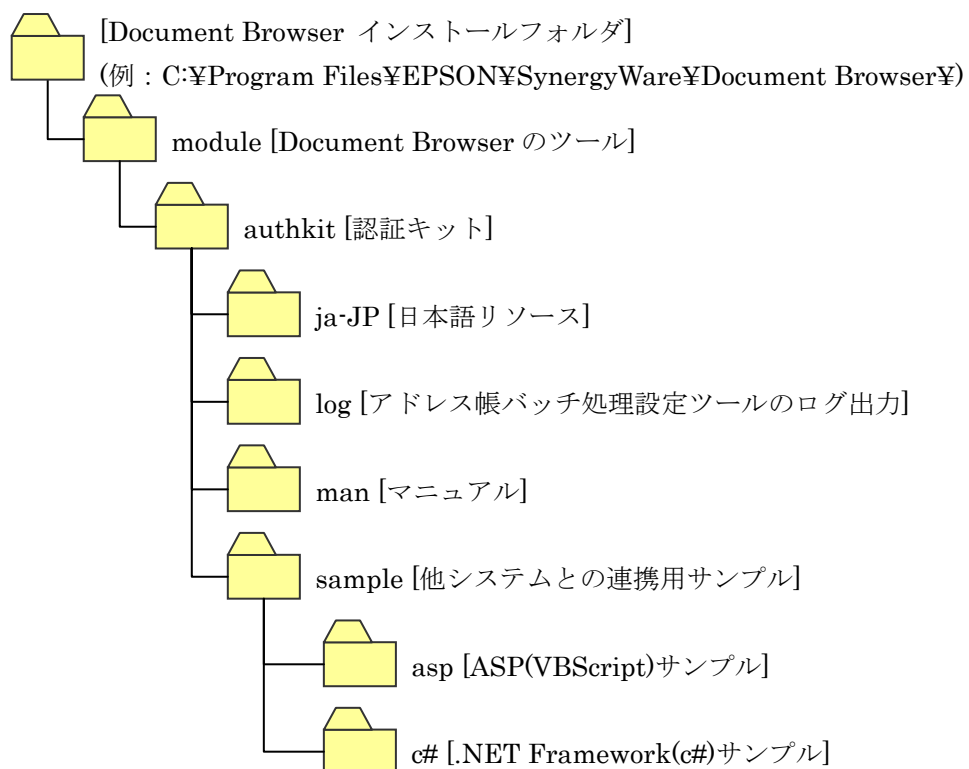 [Document Browser インストールフォルダ]
(例：C:¥Program Files¥EPSON¥SynergyWare¥Document Browser¥)
module [Document Browser のツール]
authkit [認証キット]
ja-JP [日本語リソース]
log [アドレス帳バッチ処理設定ツールのログ出力]
man [マニュアル]
sample [他システムとの連携用サンプル]
asp [ASP(VBScript)サンプル]
c# [.NET Framework(c#)サンプル]